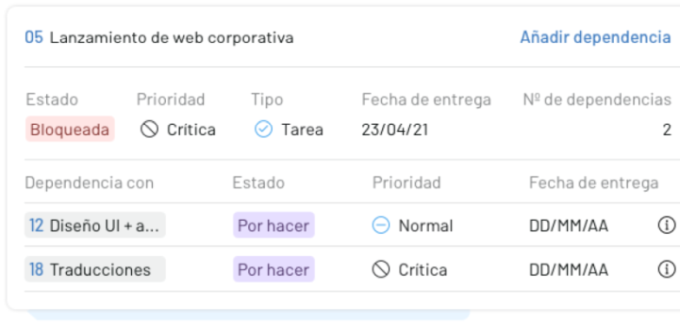 05 Lanzamiento de web corporativa Añadir dependencia
Estado Prioridad Tipo Fecha de entrega Nº de dependencias
Bloqueada Crítica Tarea 23/04/21 2
Dependencia con Estado Prioridad Fecha de entrega
12 Diseño UI + a... Por hacer Normal DD/MM/AA
18 Traducciones Por hacer Crítica DD/MM/AA